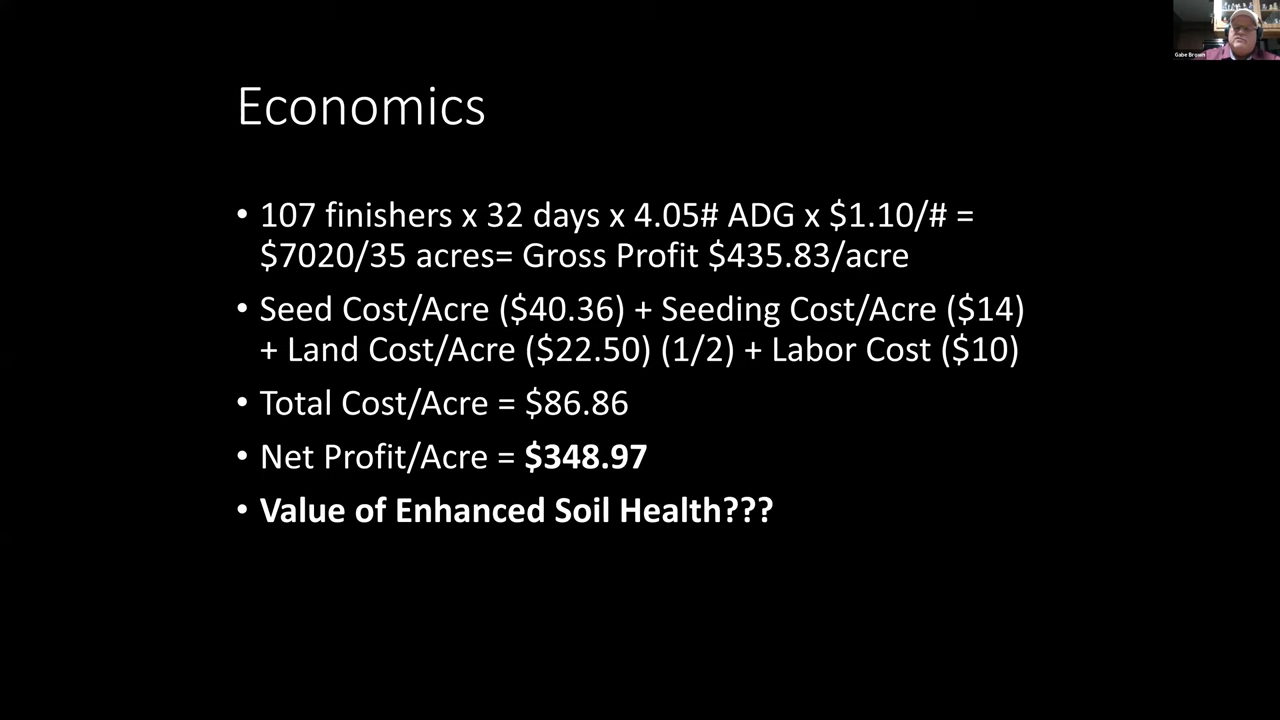 Gabe Brown
Economics
• 107 finishers x 32 days x 4.05# ADG x $1.10/# =
$7020/35 acres= Gross Profit $435.83/acre
• Seed Cost/Acre ($40.36) + Seeding Cost/Acre ($14)
+ Land Cost/Acre ($22.50) (1/2) + Labor Cost ($10)
• Total Cost/Acre = $86.86
• Net Profit/Acre = $348.97
• Value of Enhanced Soil Health???